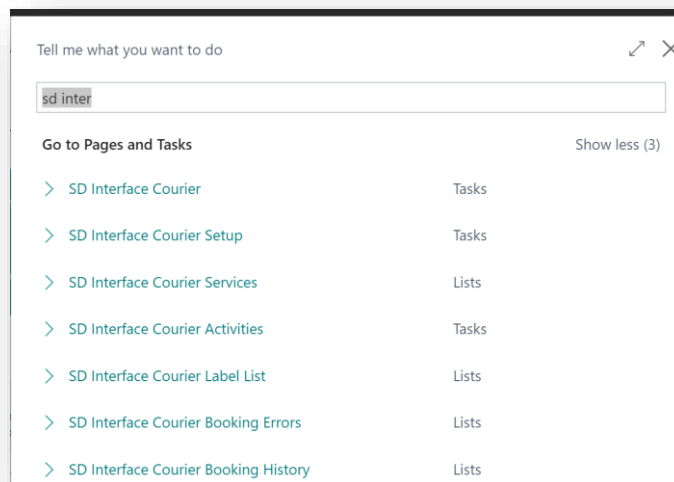 Tell me what you want to do
sd inter
Go to Pages and Tasks Show less (3)
SD Interface Courier Tasks
SD Interface Courier Setup Tasks
SD Interface Courier Services Lists
SD Interface Courier Activities Tasks
SD Interface Courier Label List Lists
SD Interface Courier Booking Errors Lists
SD Interface Courier Booking History Lists